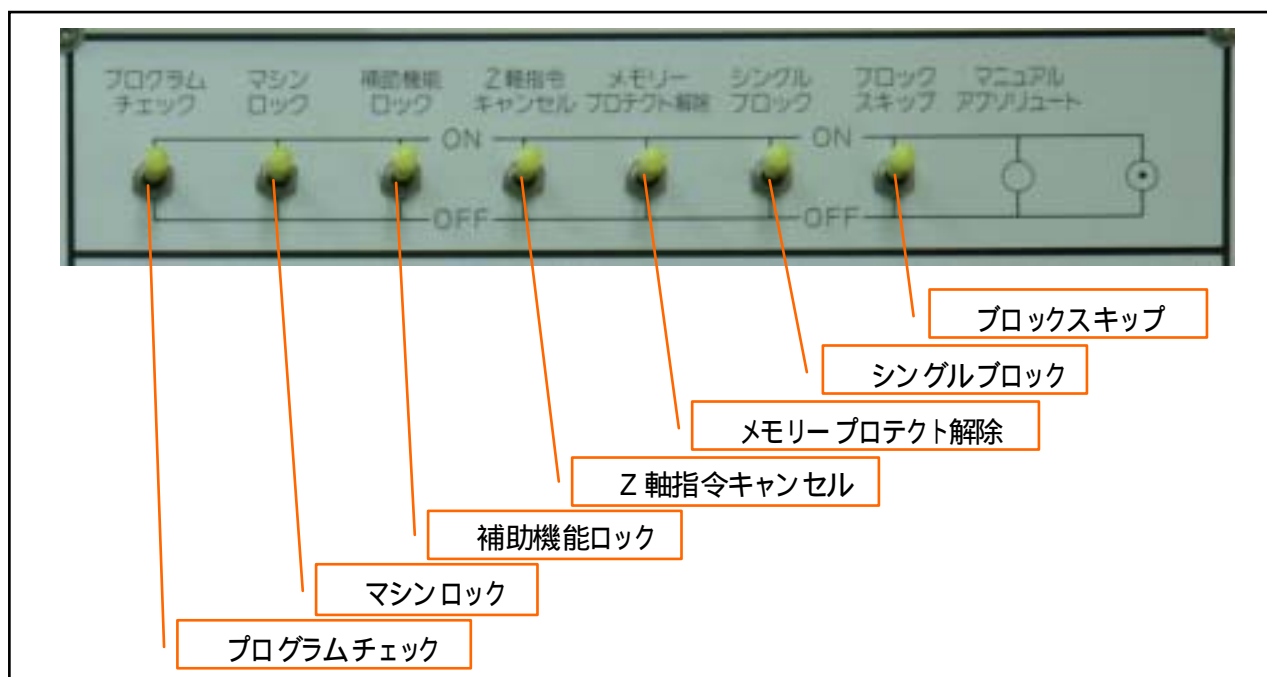 プログラム マシン 補助機能 Z軸指令 メモリー シングル ブロック マニュアル
チェック ロック ロック キャンセル プロテクト解除 ブロック スキップ アブソリュート
ON ON
OFF OFF
ブロックスキップ
シングルブロック
メモリープロテクト解除
Z軸指令キャンセル
補助機能ロック
マシンロック
プログラムチェック